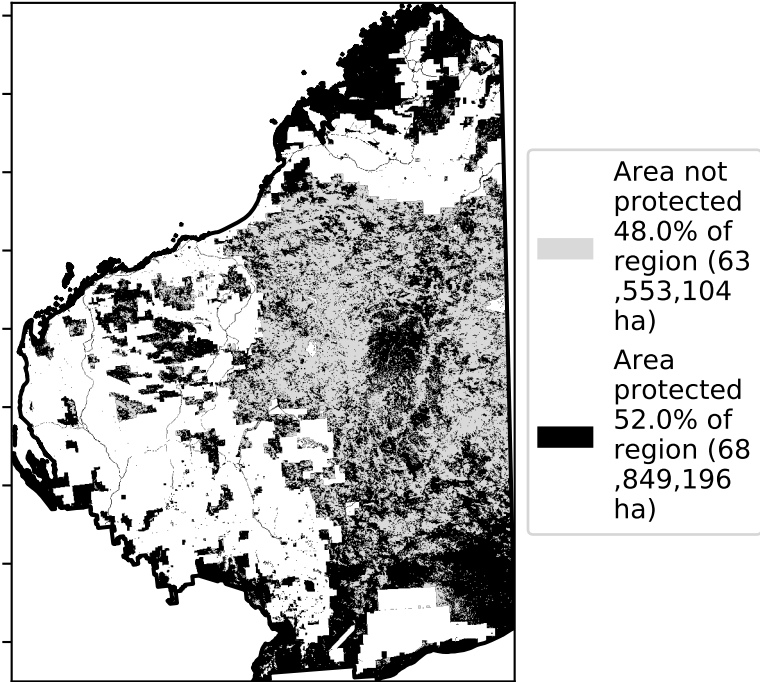 Area not
protected
48.0% of
region (63
,553,104
ha)
Area
protected
52.0% of
region (68
,849,196
ha)